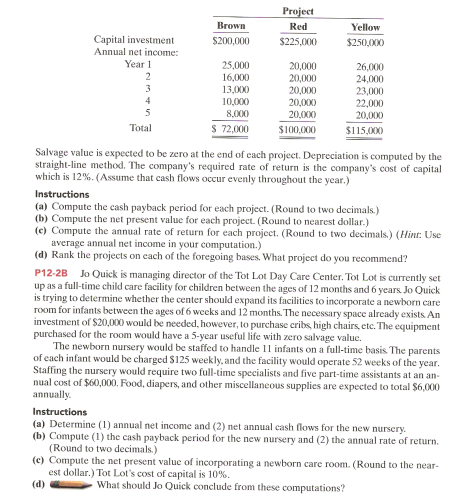 Project
Brown Red Yellow
Capital investment $200,000 $225,000 $250,000
Annual net income:
Year 1 25,000 20,000 26,000
2 16,000 20,000 24,000
3 13,000 20,000 23,000
4 10,000 20,000 22,000
5 8,000 20,000 20,000
Total $ 72,000 $100,000 $115,000
Salvage value is expected to be zero at the end of each project. Depreciation is computed by the
straight-line method. The company's required rate of return is the company's cost of capital
which is 12%. (Assume that cash flows occur evenly throughout the year.)
Instructions
(a) Compute the cash payback period for each project. (Round to two decimals.)
(b) Compute the net present value for each project. (Round to nearest dollar.)
(c) Compute the annual rate of return for each project. (Round to two decimals.) (Hint: Use
average annual net income in your computation.)
(d) Rank the projects on each of the foregoing bases. What project do you recommend?
P12-2B Jo Quick is managing director of the Tot Lot Day Care Center. Tot Lot is currently set
up as a full-time child care facility for children between the ages of 12 months and 6 years. Jo Quick
is trying to determine whether the center should expand its facilities to incorporate a newborn care
room for infants between the ages of 6 weeks and 12 months. The necessary space already exists. An
investment of $20,000 would be needed, however, to purchase cribs, high chairs, etc. The equipment
purchased for the room would have a 5-year useful life with zero salvage value.
The newborn nursery would be staffed to handle 11 infants on a full-time basis. The parents
of each infant would be charged $125 weekly, and the facility would operate 52 weeks of the year.
Staffing the nursery would require two full-time specialists and five part-time assistants at an an-
nual cost of $60,000. Food, diapers, and other miscellaneous supplies are expected to total $6,000
annually.
Instructions
(a) Determine (1) annual net income and (2) net annual cash flows for the new nursery.
(b) Compute (1) the cash payback period for the new nursery and (2) the annual rate of return.
(Round to two decimals.)
(c) Compute the net present value of incorporating a newborn care room. (Round to the near-
est dollar.) Tot Lot's cost of capital is 10%.
(d) What should Jo Quick conclude from these computations?